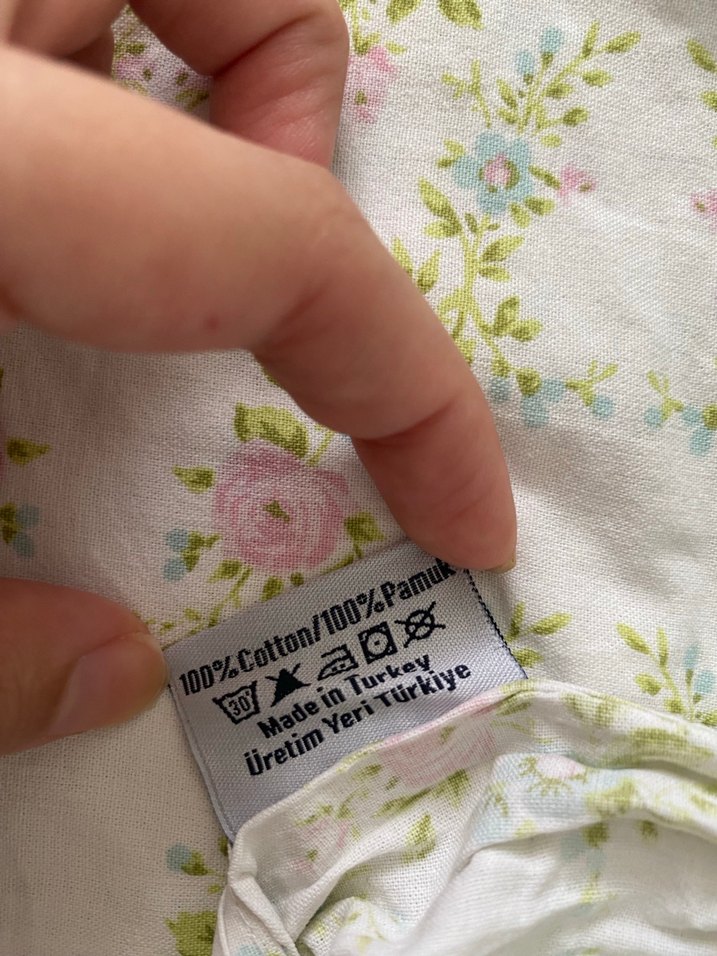 100%Cotton/100%Pamuk
30°
Made in Turkey
Üretim Yeri Türkiye